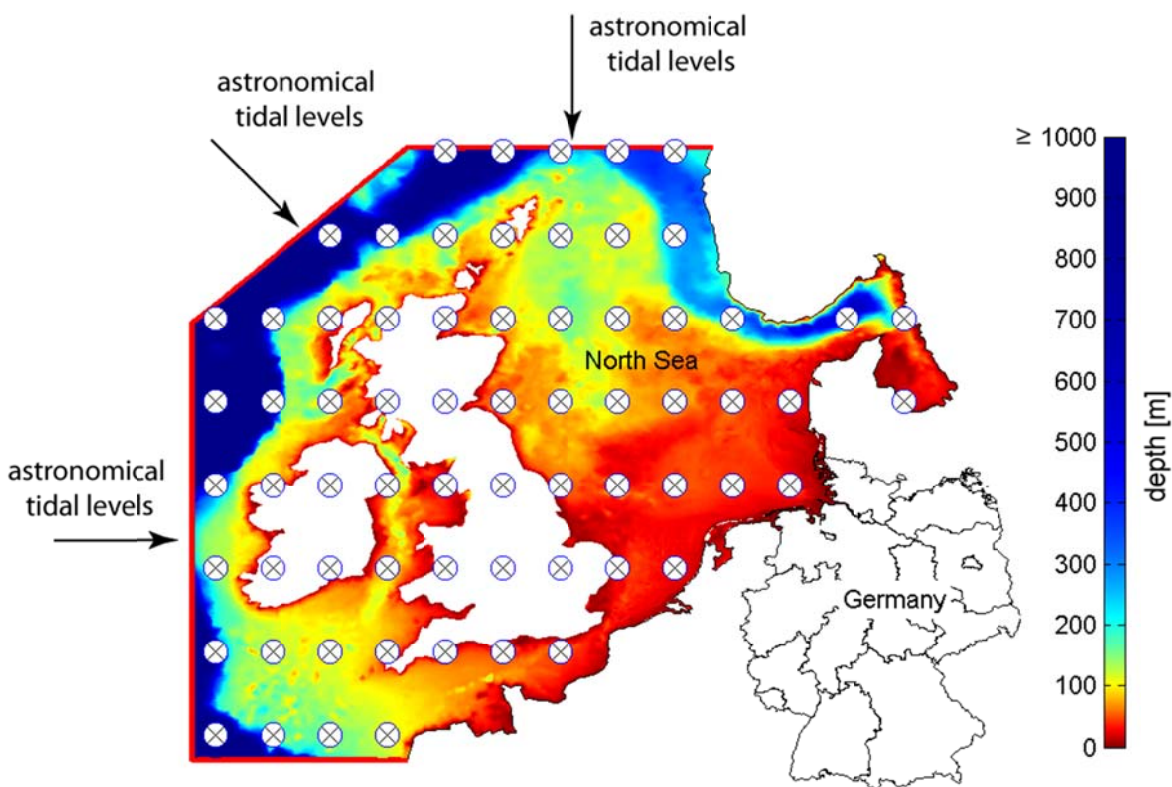 astronomical
tidal levels
astronomical
tidal levels
astronomical
tidal levels
North Sea
Germany
≥ 1000
900
800
700
600
500
400
300
200
100
0
depth [m]